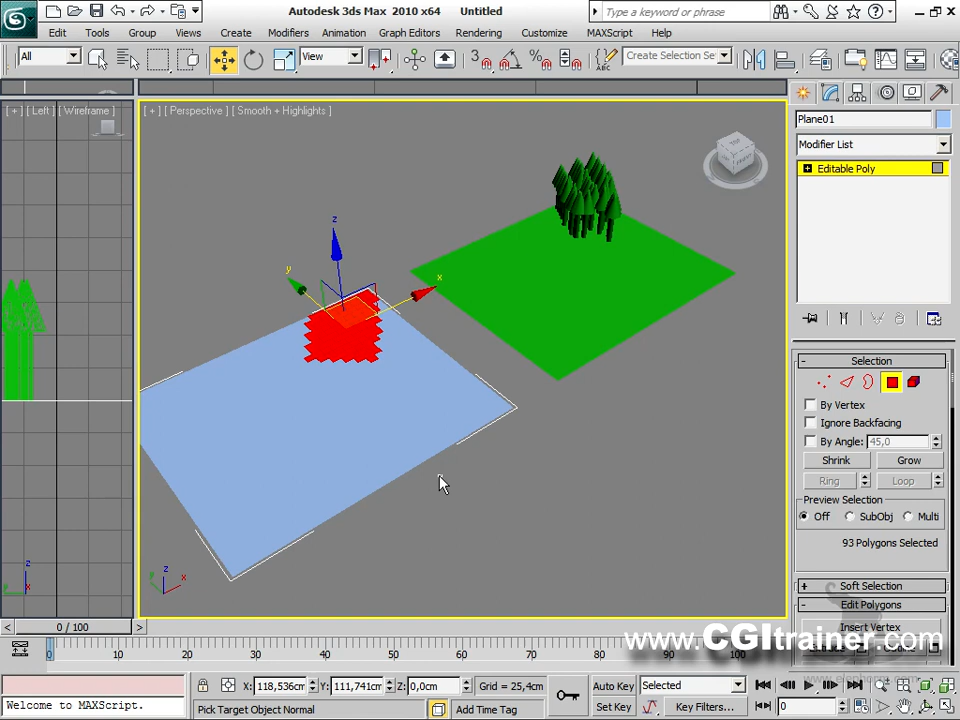 Autodesk 3ds Max 2010 x64 Untitled
Type a keyword or phrase
Edit Tools Group Views Create Modifiers Animation Graph Editors Rendering Customize MAXScript Help
All View 3 Create Selection Se
[ + ] [ Left ] [ Wireframe ] [ + ] [ Perspective ] [ Smooth + Highlights ]
Plane01
Modifier List
Editable Poly
TOP
FRONT
z
y
x
z
x
z
y x
Selection
By Vertex
Ignore Backfacing
By Angle: 45,0
Shrink Grow
Ring Loop
Preview Selection
Off SubObj Multi
93 Polygons Selected
Soft Selection
Edit Polygons
Insert Vertex
www.CGItrainer.com
0 / 100
0 10 20 30 40 50 60 70 80 90 100
X: 118,536cm Y: 111,741cm Z: 0,0cm Grid = 25,4cm Auto Key Selected
Welcome to MAXScript. Pick Target Object Normal Add Time Tag Set Key Key Filters... 0